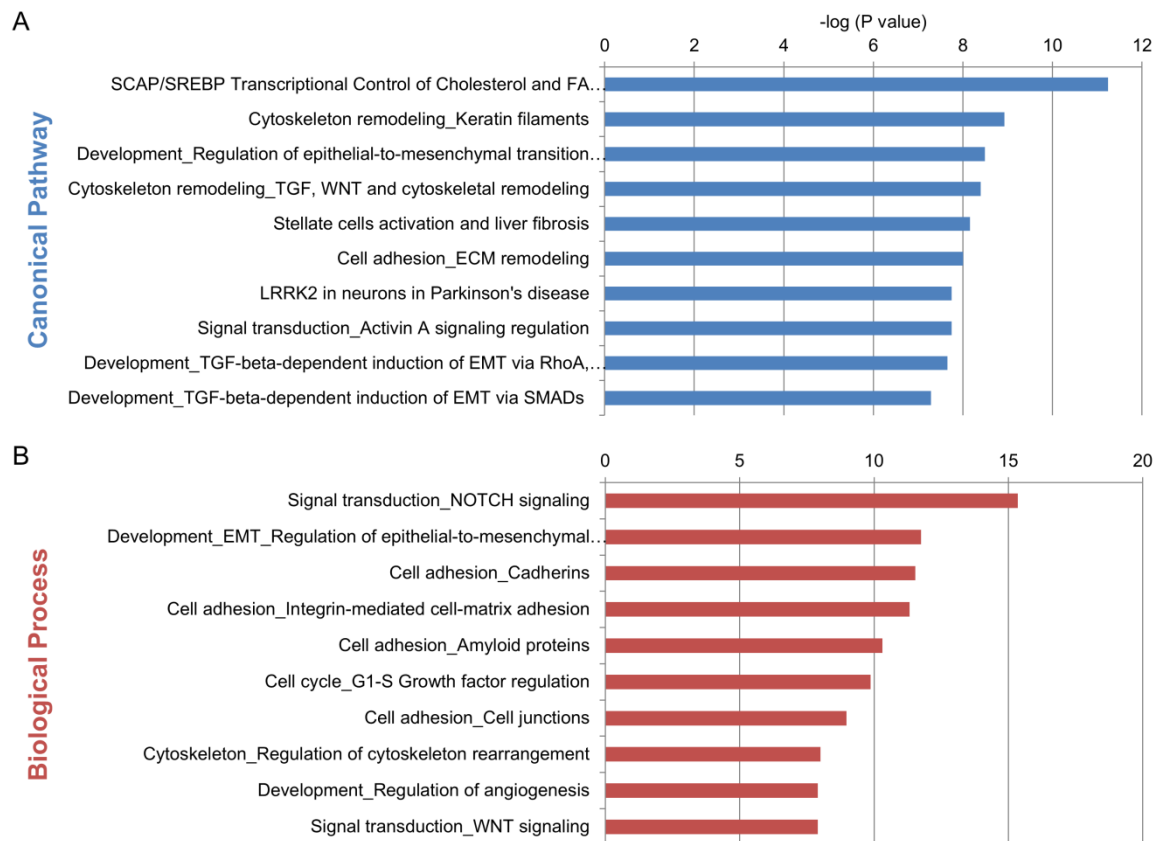 A
-log (P value)
0 2 4 6 8 10 12
Canonical Pathway
SCAP/SREBP Transcriptional Control of Cholesterol and FA…
Cytoskeleton remodeling_Keratin filaments
Development_Regulation of epithelial-to-mesenchymal transition…
Cytoskeleton remodeling_TGF, WNT and cytoskeletal remodeling
Stellate cells activation and liver fibrosis
Cell adhesion_ECM remodeling
LRRK2 in neurons in Parkinson's disease
Signal transduction_Activin A signaling regulation
Development_TGF-beta-dependent induction of EMT via RhoA,…
Development_TGF-beta-dependent induction of EMT via SMADs
B
0 5 10 15 20
Biological Process
Signal transduction_NOTCH signaling
Development_EMT_Regulation of epithelial-to-mesenchymal…
Cell adhesion_Cadherins
Cell adhesion_Integrin-mediated cell-matrix adhesion
Cell adhesion_Amyloid proteins
Cell cycle_G1-S Growth factor regulation
Cell adhesion_Cell junctions
Cytoskeleton_Regulation of cytoskeleton rearrangement
Development_Regulation of angiogenesis
Signal transduction_WNT signaling